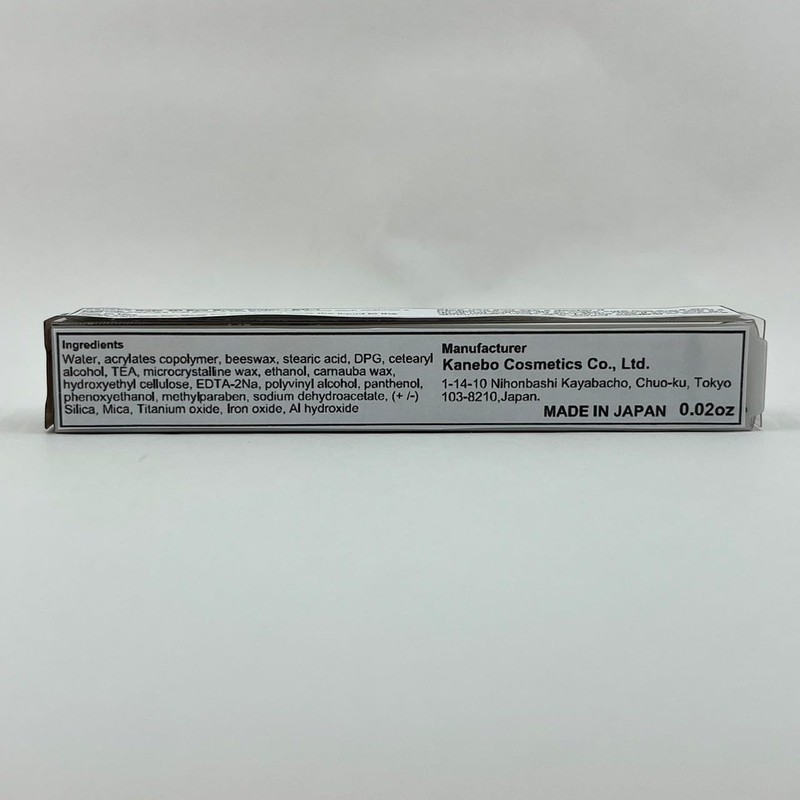 Ingredients
Water, acrylates copolymer, beeswax, stearic acid, DPG, cetearyl
alcohol, TEA, microcrystalline wax, ethanol, carnauba wax,
hydroxyethyl cellulose, EDTA-2Na, polyvinyl alcohol, panthenol,
phenoxyethanol, methylparaben, sodium dehydroacetate, (+ /-)
Silica, Mica, Titanium oxide, Iron oxide, Al hydroxide
Manufacturer
Kanebo Cosmetics Co., Ltd.
1-14-10 Nihonbashi Kayabacho, Chuo-ku, Tokyo
103-8210,Japan.
MADE IN JAPAN 0.02oz